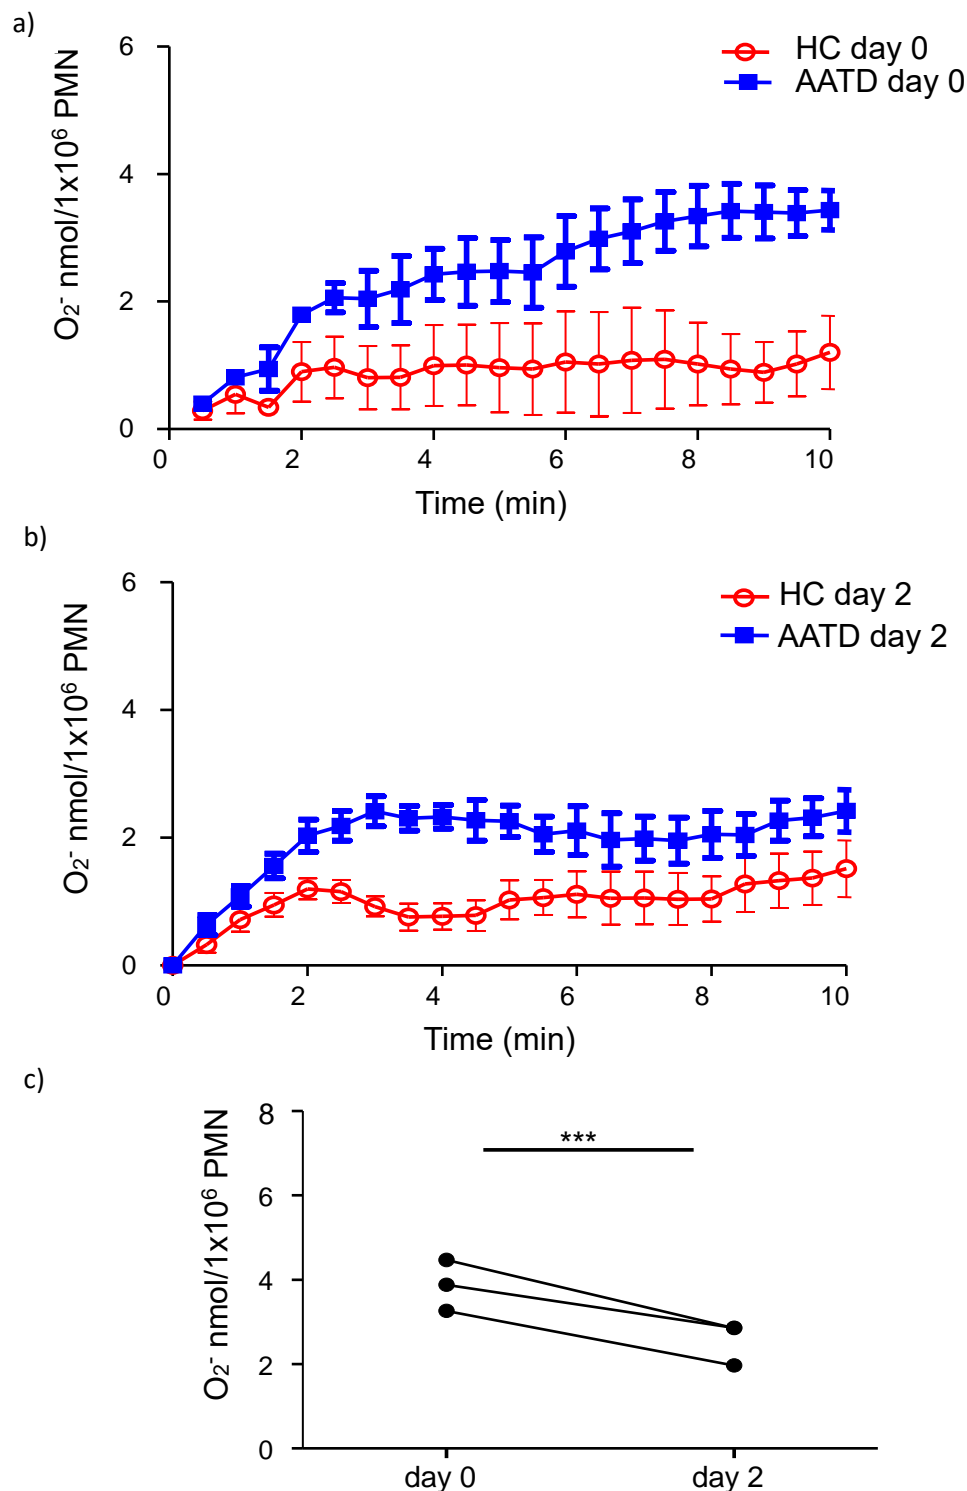 a)
6
4
2
0
O₂⁻ nmol/1x10⁶ PMN
HC day 0
AATD day 0
0 2 4 6 8 10
Time (min)
b)
6
4
2
0
O₂⁻ nmol/1x10⁶ PMN
HC day 2
AATD day 2
0 2 4 6 8 10
Time (min)
c)
8
6
4
2
0
O₂⁻ nmol/1x10⁶ PMN
***
day 0 day 2